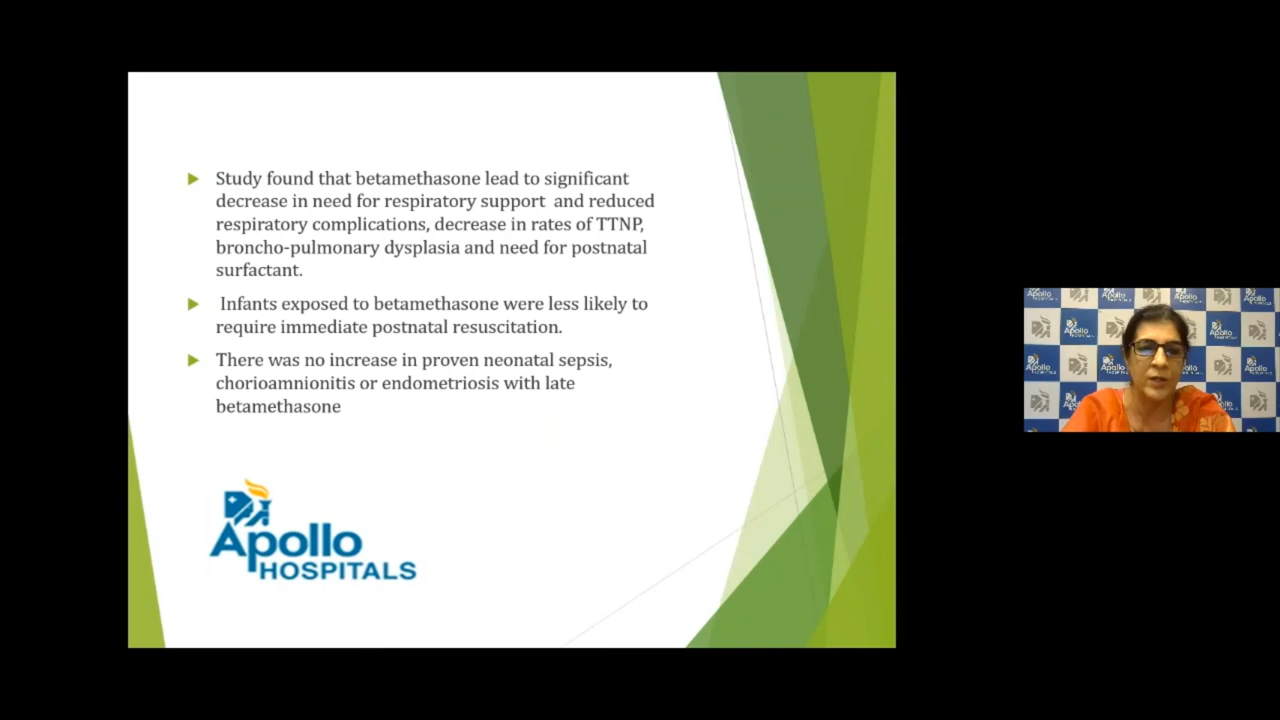 Study found that betamethasone lead to significant
decrease in need for respiratory support and reduced
respiratory complications, decrease in rates of TTNP,
broncho-pulmonary dysplasia and need for postnatal
surfactant.
Infants exposed to betamethasone were less likely to
require immediate postnatal resuscitation.
There was no increase in proven neonatal sepsis,
chorioamnionitis or endometriosis with late
betamethasone
Apollo
HOSPITALS